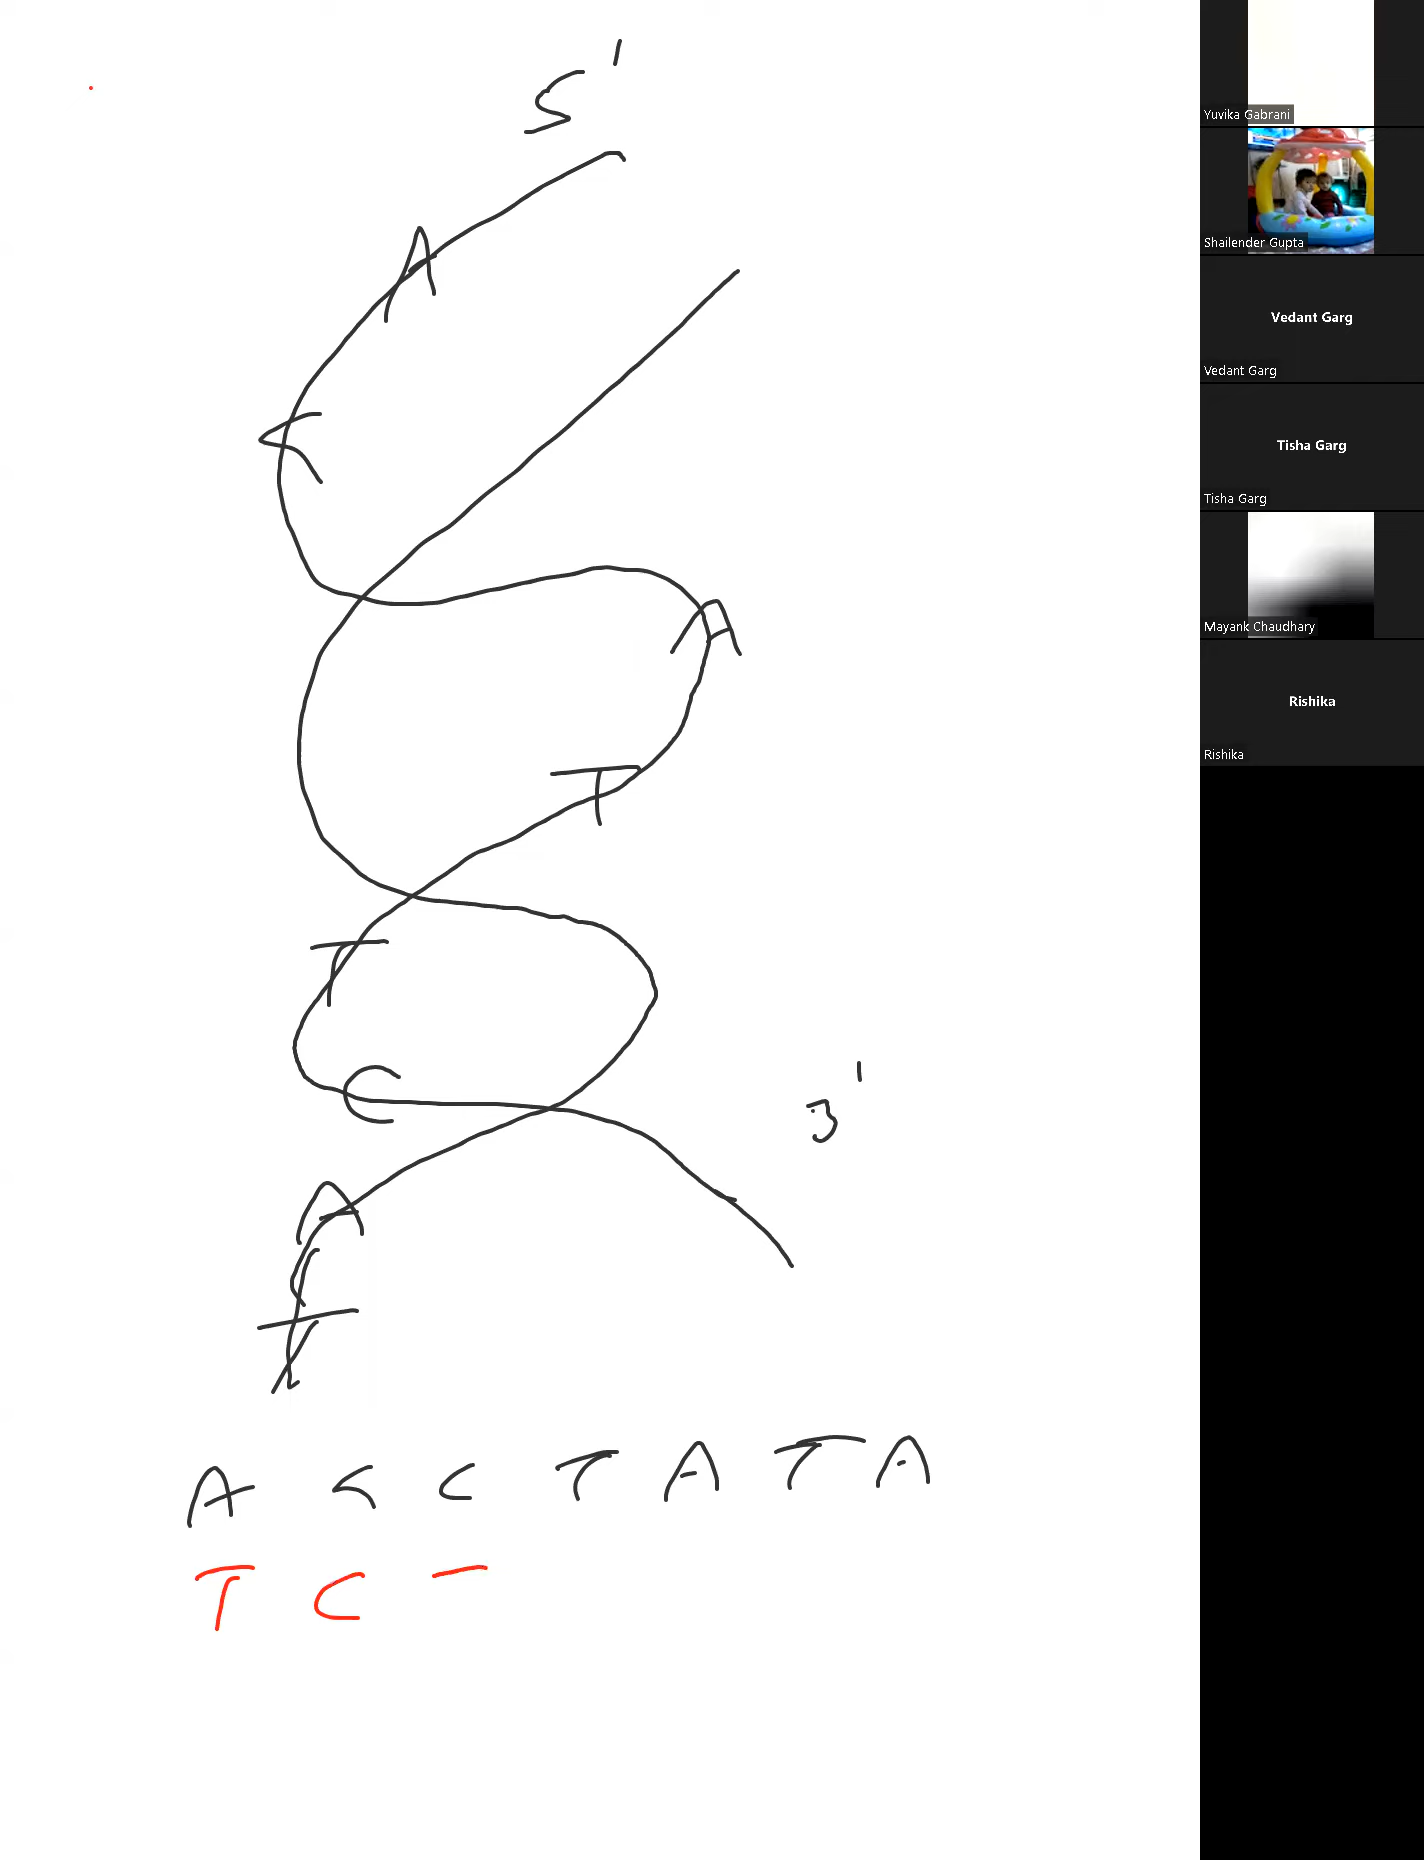 5'
A
A
T
T
C
3'
A
T
A G C T A T A
T C
Yuvika Gabrani
Shailender Gupta
Vedant Garg
Vedant Garg
Tisha Garg
Tisha Garg
Mayank Chaudhary
Rishika
Rishika